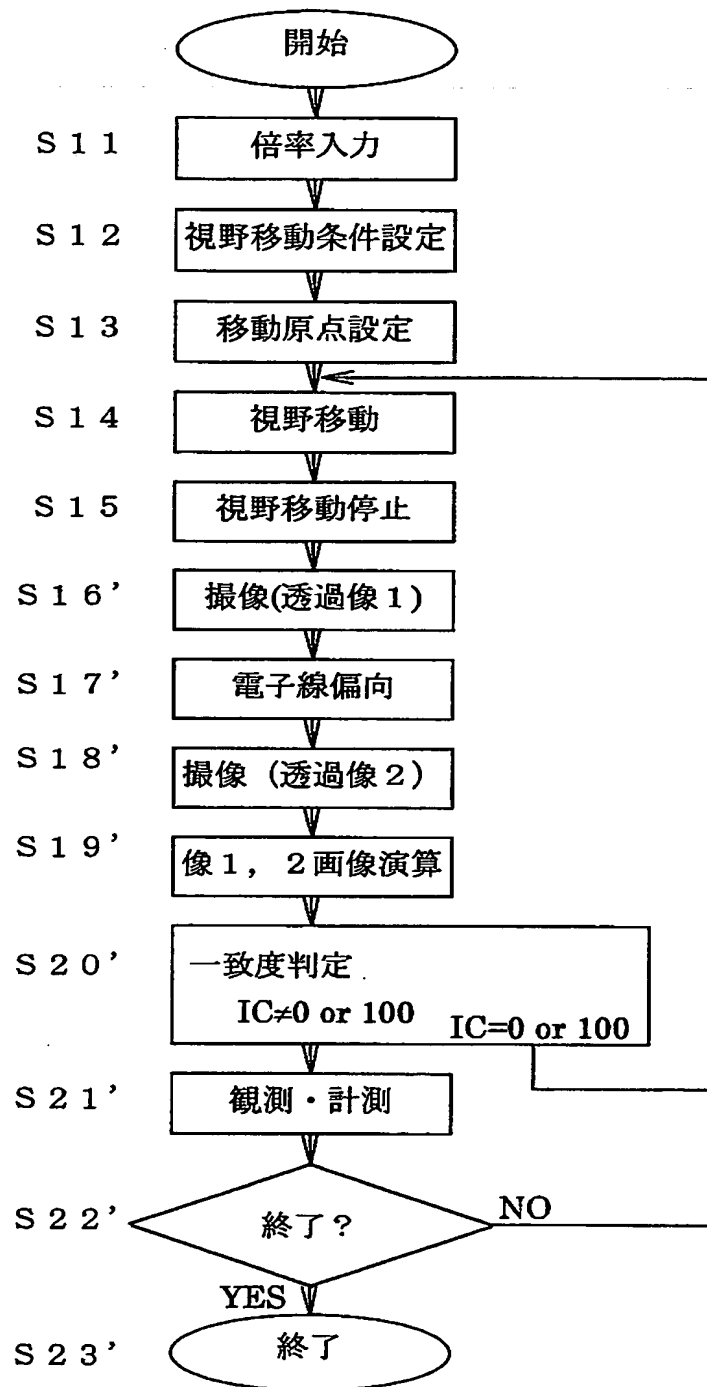 開始
S11 倍率入力
S12 視野移動条件設定
S13 移動原点設定
S14 視野移動
S15 視野移動停止
S16’ 撮像(透過像1)
S17’ 電子線偏向
S18’ 撮像（透過像2）
S19’ 像1，2画像演算
S20’ 一致度判定
IC≠0 or 100 IC=0 or 100
S21’ 観測・計測
S22’ 終了？ NO
YES
S23’ 終了